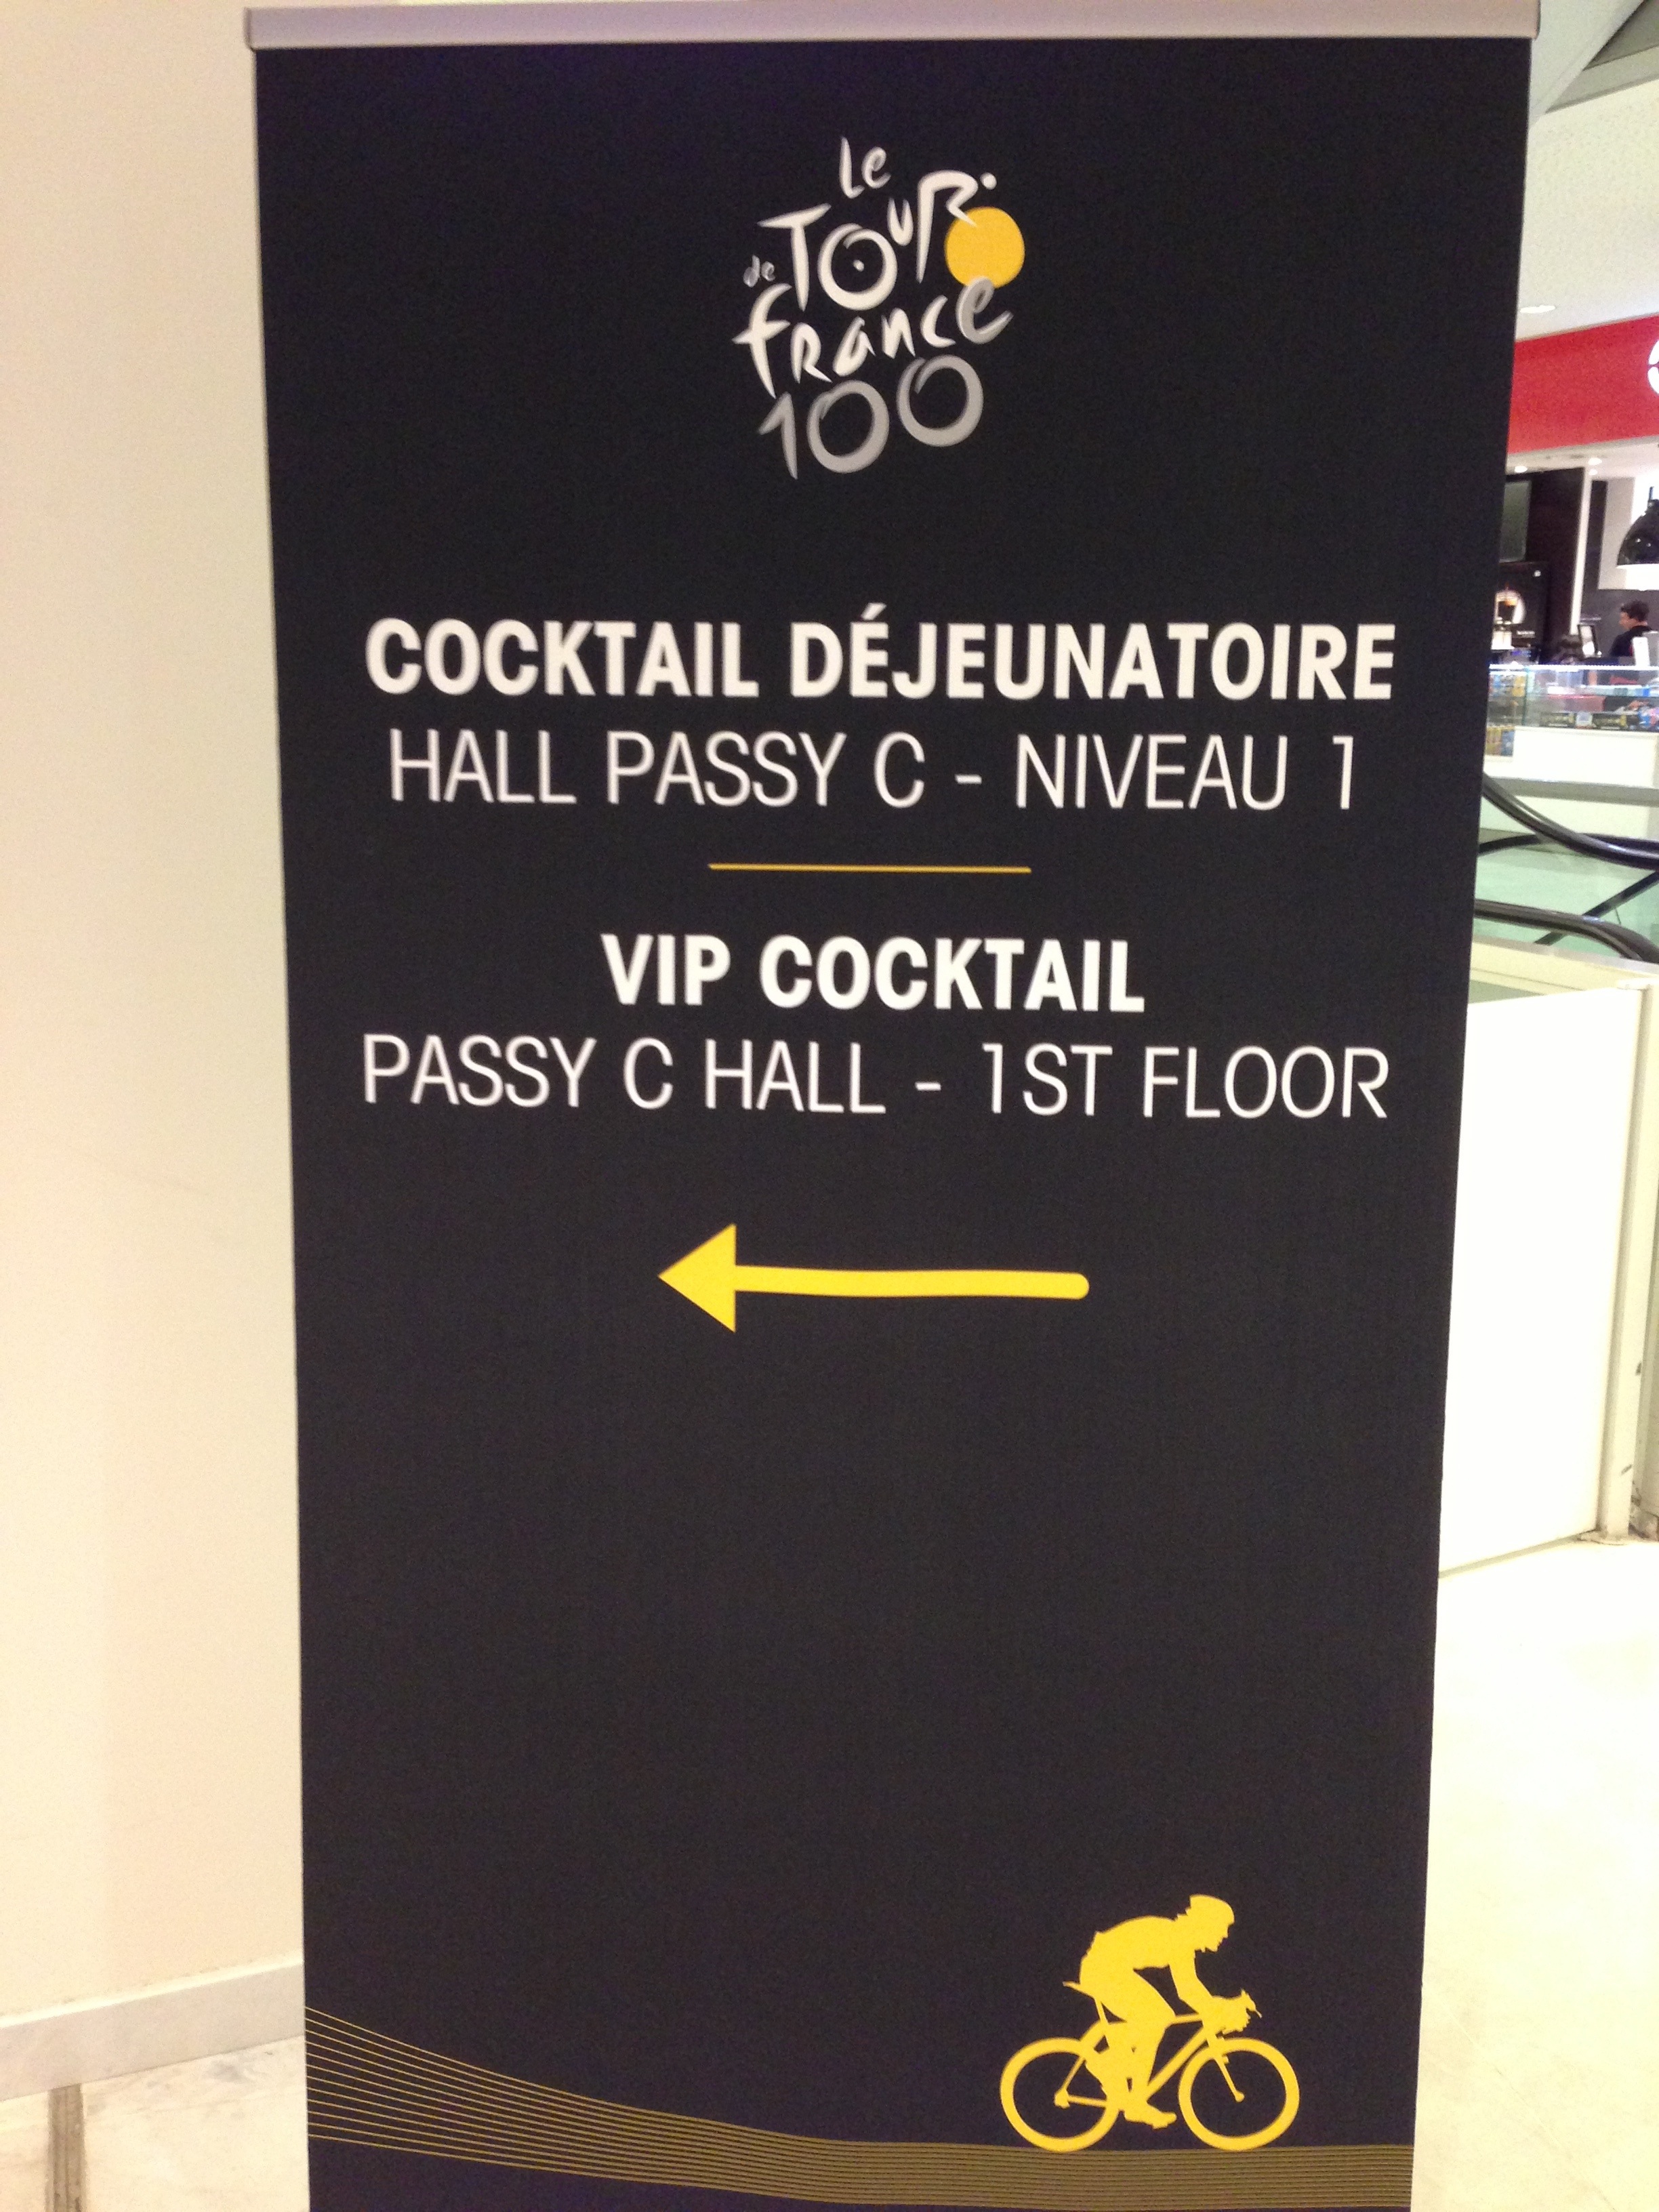 Le
TOUR
de
france
100
COCKTAIL DÉJEUNATOIRE
HALL PASSY C - NIVEAU 1
VIP COCKTAIL
PASSY C HALL - 1ST FLOOR